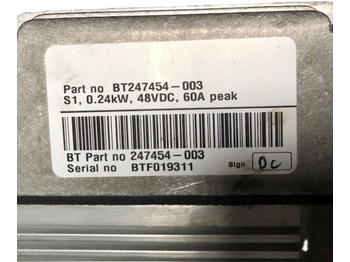 Part no BT247454-003
S1, 0.24kW, 48VDC, 60A peak
BT Part no 247454-003
Serial no BTF019311
Sign. DC